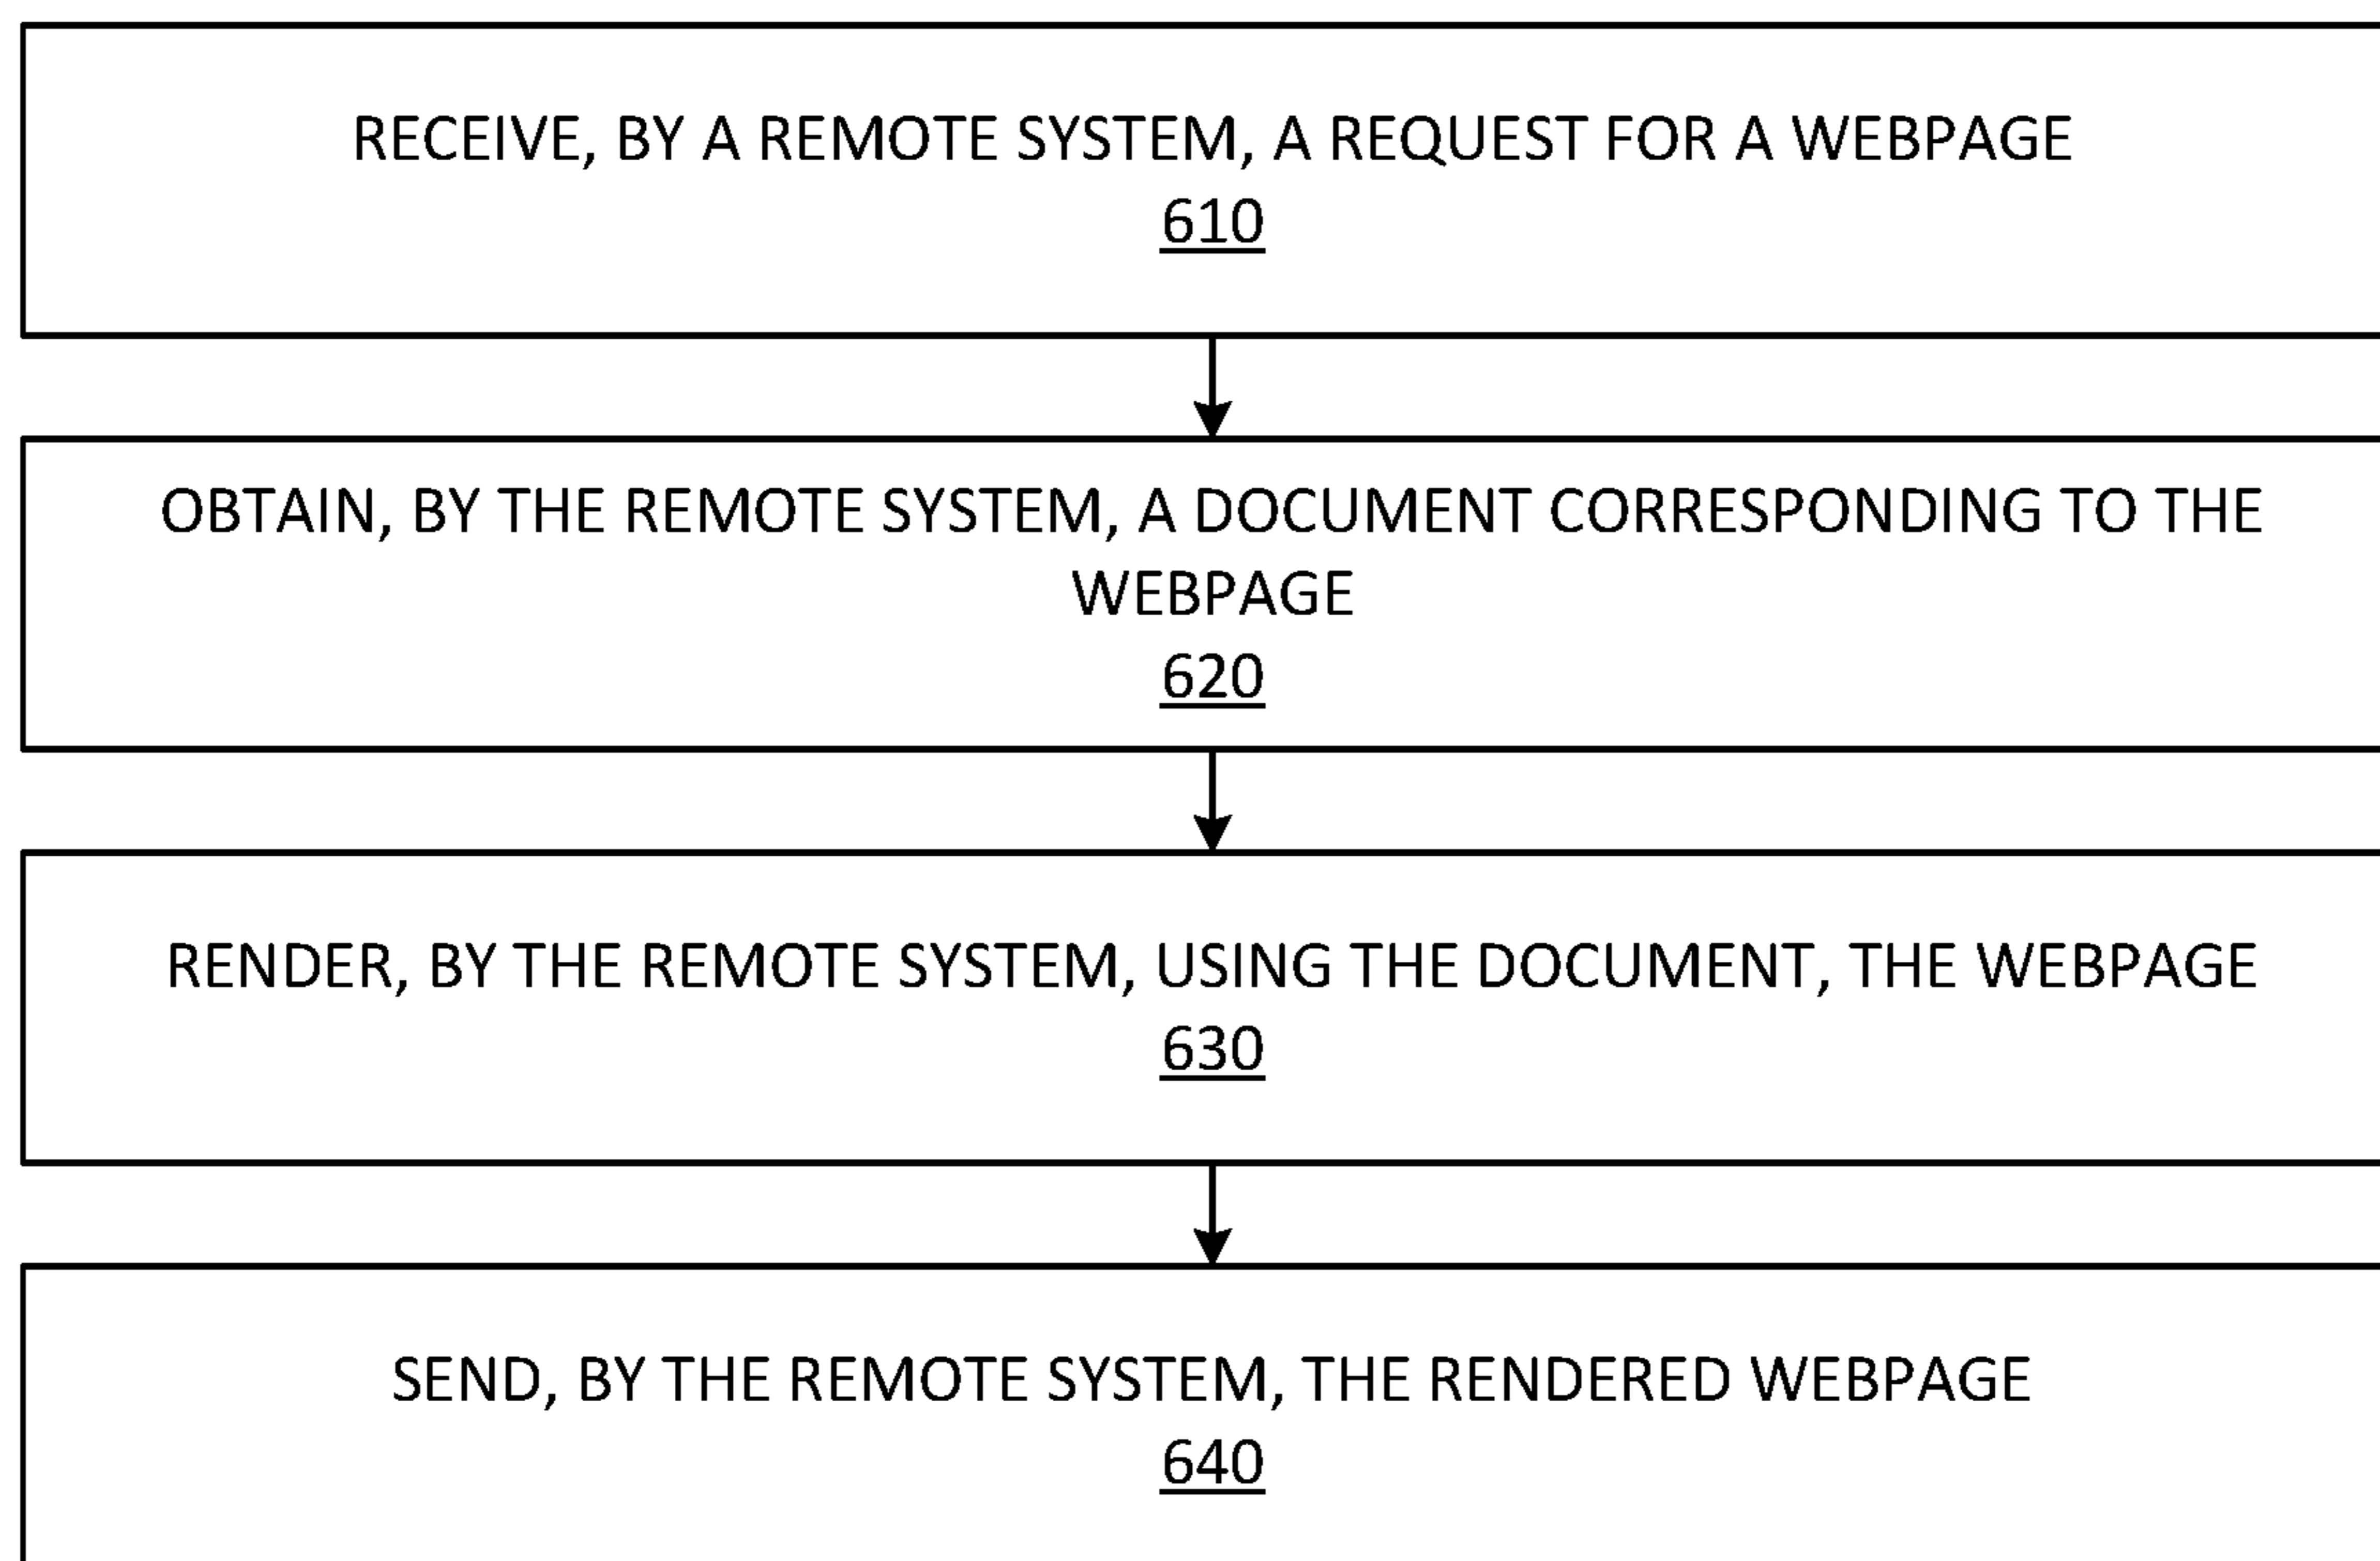 RECEIVE, BY A REMOTE SYSTEM, A REQUEST FOR A WEBPAGE
610
OBTAIN, BY THE REMOTE SYSTEM, A DOCUMENT CORRESPONDING TO THE
WEBPAGE
620
RENDER, BY THE REMOTE SYSTEM, USING THE DOCUMENT, THE WEBPAGE
630
SEND, BY THE REMOTE SYSTEM, THE RENDERED WEBPAGE
640